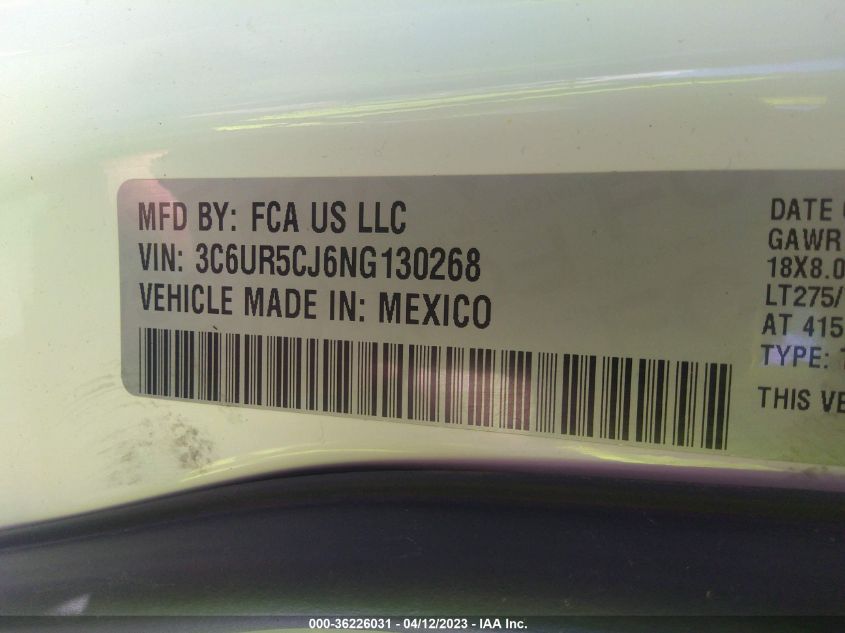 MFD BY: FCA US LLC
VIN: 3C6UR5CJ6NG130268
VEHICLE MADE IN: MEXICO
DATE
GAWR
18X8.0
LT275/
AT 415
TYPE:
THIS VE
000-36226031 - 04/12/2023 - IAA Inc.